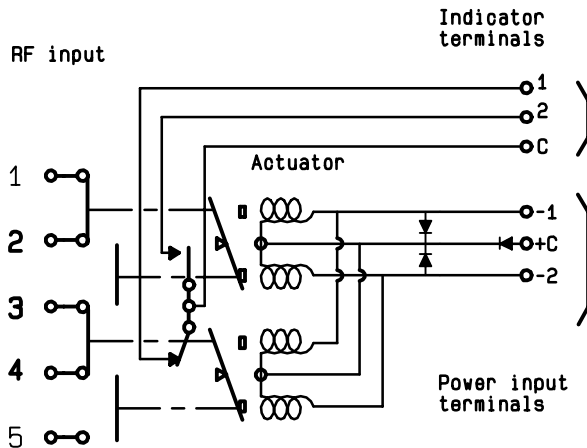 Indicator
terminals
RF input
1
2
C
Actuator
1
2
3
4
5
-1
+C
-2
Power input
terminals